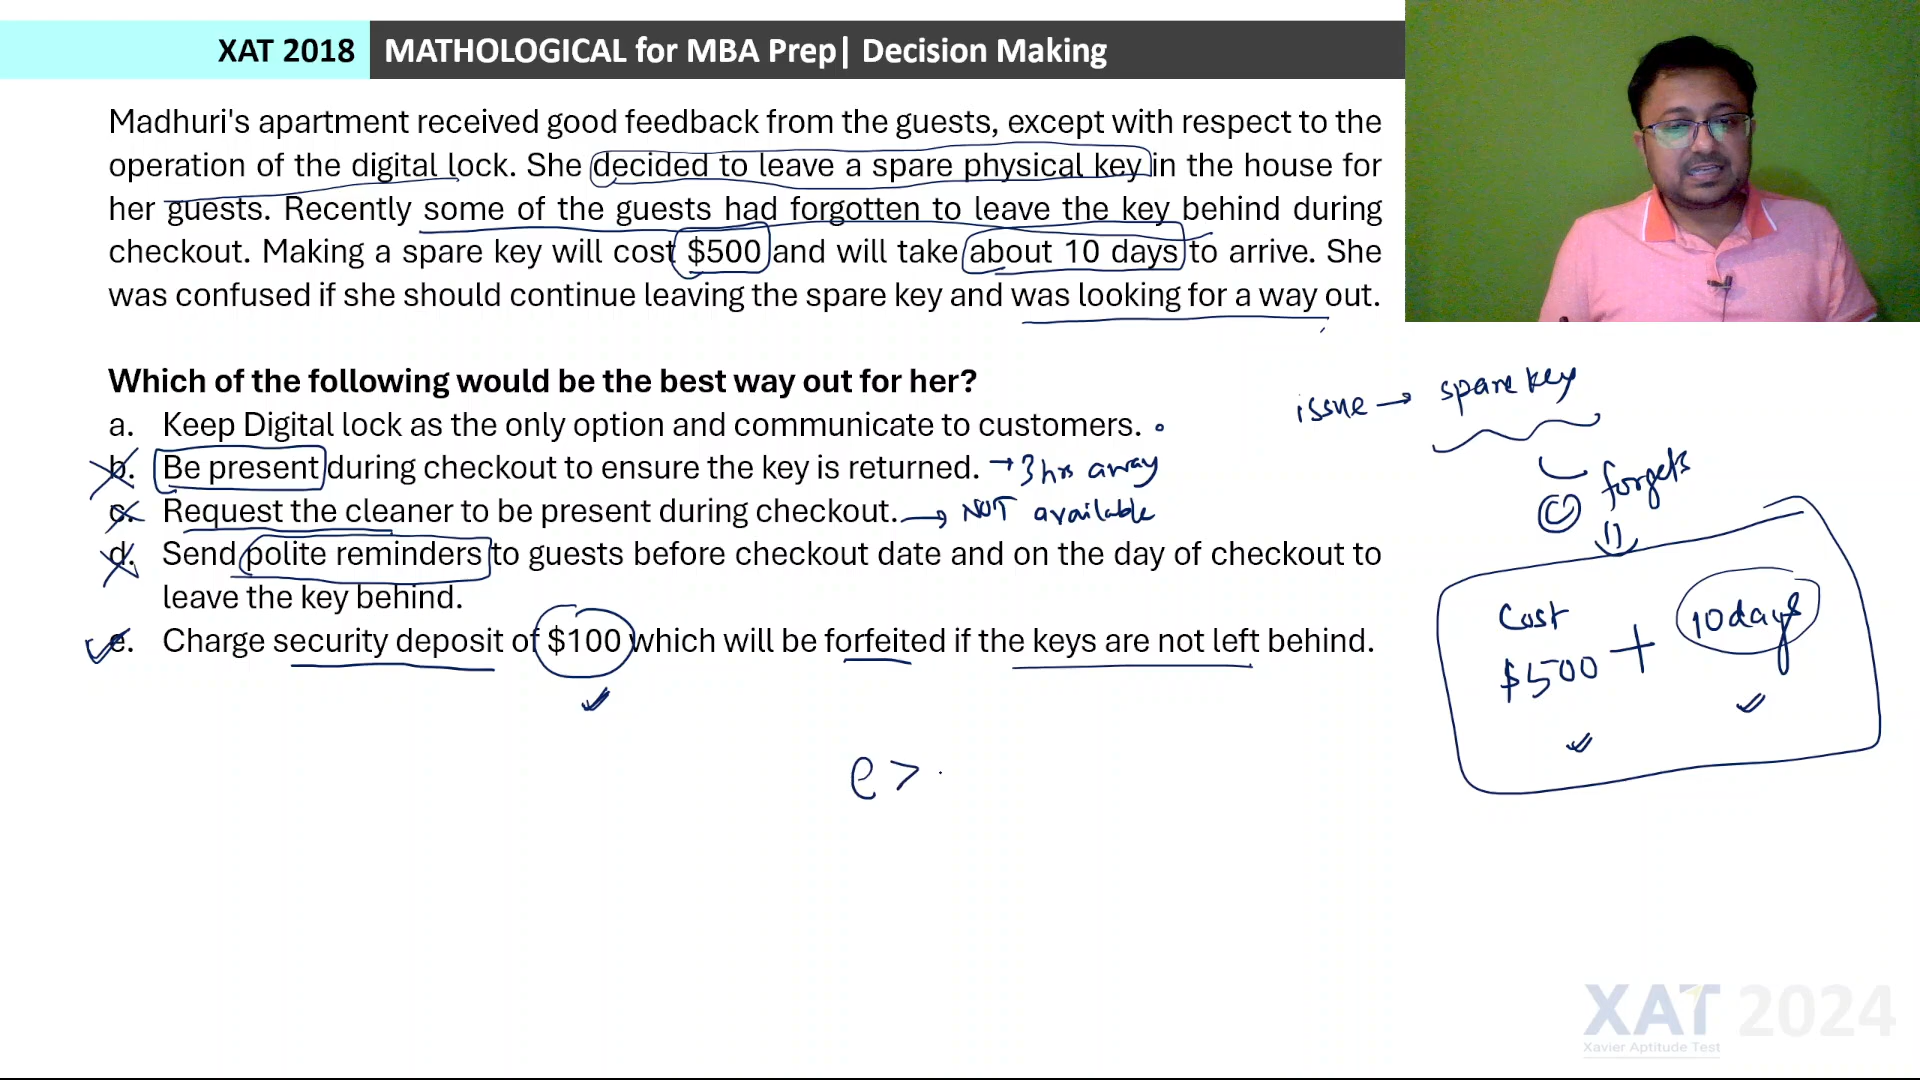 XAT 2018 MATHOLOGICAL for MBA Prep| Decision Making
Madhuri's apartment received good feedback from the guests, except with respect to the
operation of the digital lock. She decided to leave a spare physical key in the house for
her guests. Recently some of the guests had forgotten to leave the key behind during
checkout. Making a spare key will cost $500 and will take about 10 days to arrive. She
was confused if she should continue leaving the spare key and was looking for a way out.
Which of the following would be the best way out for her?
a. Keep Digital lock as the only option and communicate to customers.
b. Be present during checkout to ensure the key is returned. → 3 hrs away
c. Request the cleaner to be present during checkout. → NOT available
d. Send polite reminders to guests before checkout date and on the day of checkout to
leave the key behind.
e. Charge security deposit of $100 which will be forfeited if the keys are not left behind.
issue → spare key
forgets
Cost
$500 + 10 days
e >
XAT 2024
Xavier Aptitude Test